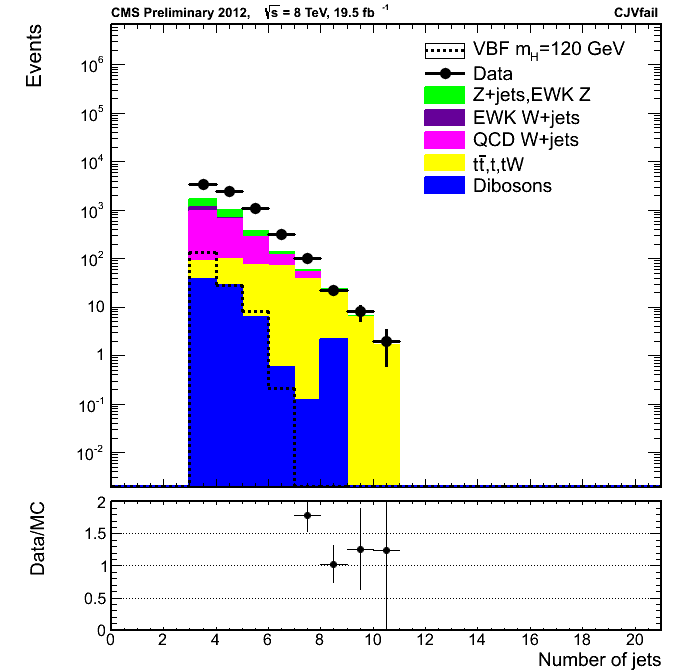 CMS Preliminary 2012, √s = 8 TeV, 19.5 fb⁻¹ CJVfail
Events
10⁶
10⁵
10⁴
10³
10²
10
1
10⁻¹
10⁻²
VBF m_H=120 GeV
Data
Z+jets,EWK Z
EWK W+jets
QCD W+jets
tt̄,t,tW
Dibosons
Data/MC
2
1.5
1
0.5
0
0 2 4 6 8 10 12 14 16 18 20
Number of jets